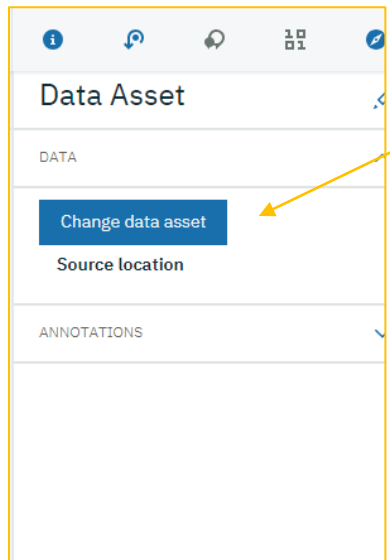 Data Asset
DATA
Change data asset
Source location
ANNOTATIONS